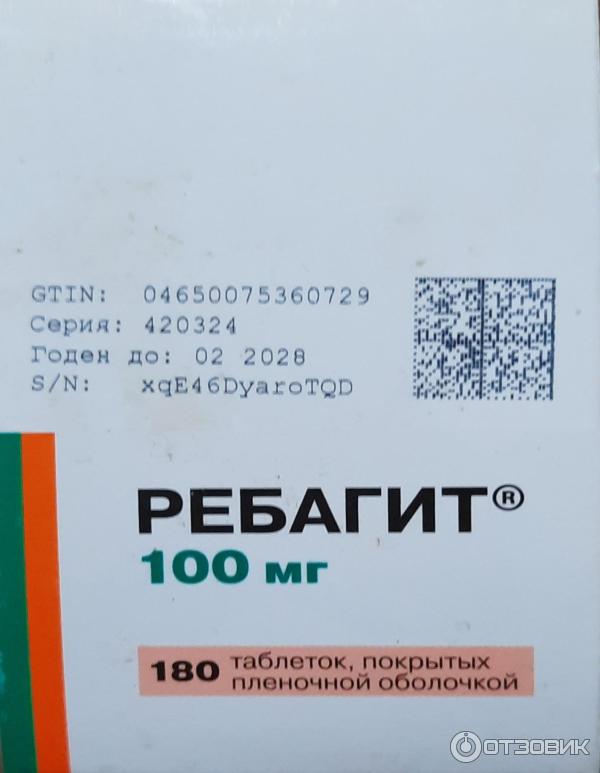 GTIN: 04650075360729
Серия: 420324
Годен до: 02 2028
S/N: xqE46DyaroTQD
РЕБАГИТ®
100 мг
180 таблеток, покрытых
пленочной оболочкой
ОТЗОВИК